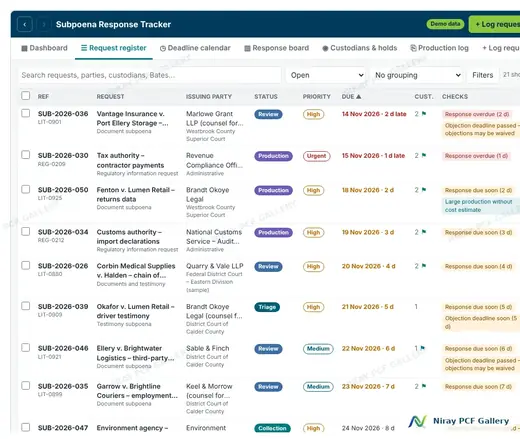 Subpoena Response Tracker
Demo data
+ Log reques
Dashboard
Request register
Deadline calendar
Response board
Custodians & holds
Production log
+ Log requ
Search requests, parties, custodians, Bates...
Open
No grouping
Filters
21 sho
REF REQUEST ISSUING PARTY STATUS PRIORITY DUE ▲ CUST. CHECKS
SUB-2026-036
LIT-0901
Vantage Insurance v.
Port Ellery Storage –...
Document subpoena
Marlowe Grant
LLP (counsel for...
Westbrook County
Superior Court
Review
High
14 Nov 2026 · 2 d late
2
Response overdue (2 d)
Objection deadline passed –
objections may be waived
SUB-2026-030
REG-0209
Tax authority –
contractor payments
Regulatory information request
Revenue
Compliance Offi...
Administrative
Production
Urgent
15 Nov 2026 · 1 d late
2
Response overdue (1 d)
SUB-2026-050
LIT-0925
Fenton v. Lumen Retail –
returns data
Document subpoena
Brandt Okoye
Legal
Westbrook County
Superior Court
Production
High
18 Nov 2026 · 2 d
2
Response due soon (2 d)
Large production without
cost estimate
SUB-2026-034
REG-0212
Customs authority –
import declarations
Regulatory information request
National Customs
Service – Audit...
Administrative
Production
High
19 Nov 2026 · 3 d
2
Response due soon (3 d)
SUB-2026-026
LIT-0880
Corbin Medical Supplies
v. Halden – chain of...
Documents and testimony
Quarry & Vale LLP
Federal District Court
– Eastern Division
(sample)
Review
High
20 Nov 2026 · 4 d
2
Response due soon (4 d)
SUB-2026-039
LIT-0909
Okafor v. Lumen Retail –
driver testimony
Testimony subpoena
Brandt Okoye
Legal (counsel f...
District Court of
Calder County
Triage
High
21 Nov 2026 · 5 d
1
Response due soon (5 d)
Objection deadline soon (5
d)
SUB-2026-046
LIT-0921
Ellery v. Brightwater
Logistics – third-party...
Document subpoena
Sable & Finch
District Court of
Calder County
Review
Medium
22 Nov 2026 · 6 d
1
Response due soon (6 d)
Objection deadline passed –
objections may be waived
SUB-2026-035
LIT-0899
Garrow v. Brightline
Couriers – employment...
Document subpoena
Keel & Morrow
(counsel for...
District Court of
Calder County
Review
Medium
23 Nov 2026 · 7 d
2
Response due soon (7 d)
SUB-2026-047
Environment agency –
Environment
Collection
High
24 Nov 2026 · 8 d
Niray PCF Gallery